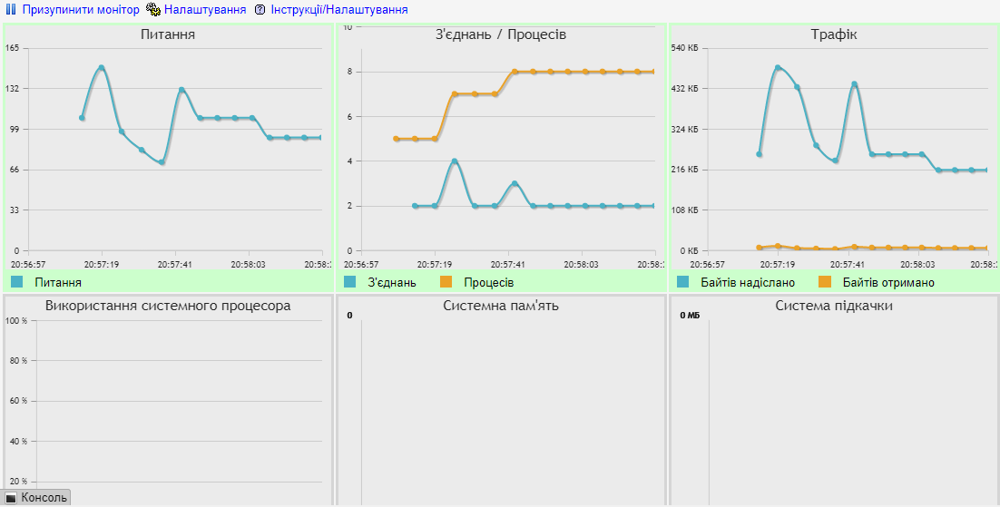 Призупинити монітор Налаштування Інструкції/Налаштування
Питання
165
132
99
66
33
0
20:56:57 20:57:19 20:57:41 20:58:03 20:58:
Питання
З'єднань / Процесів
10
8
6
4
2
0
20:56:57 20:57:19 20:57:41 20:58:03 20:58:
З'єднань Процесів
Трафік
540 КБ
432 КБ
324 КБ
216 КБ
108 КБ
0 КБ
20:56:57 20:57:19 20:57:41 20:58:03 20:58:
Байтів надіслано Байтів отримано
Використання системного процесора
100 %
80 %
60 %
40 %
20 %
Системна пам'ять
0
Система підкачки
0 МБ
Консоль